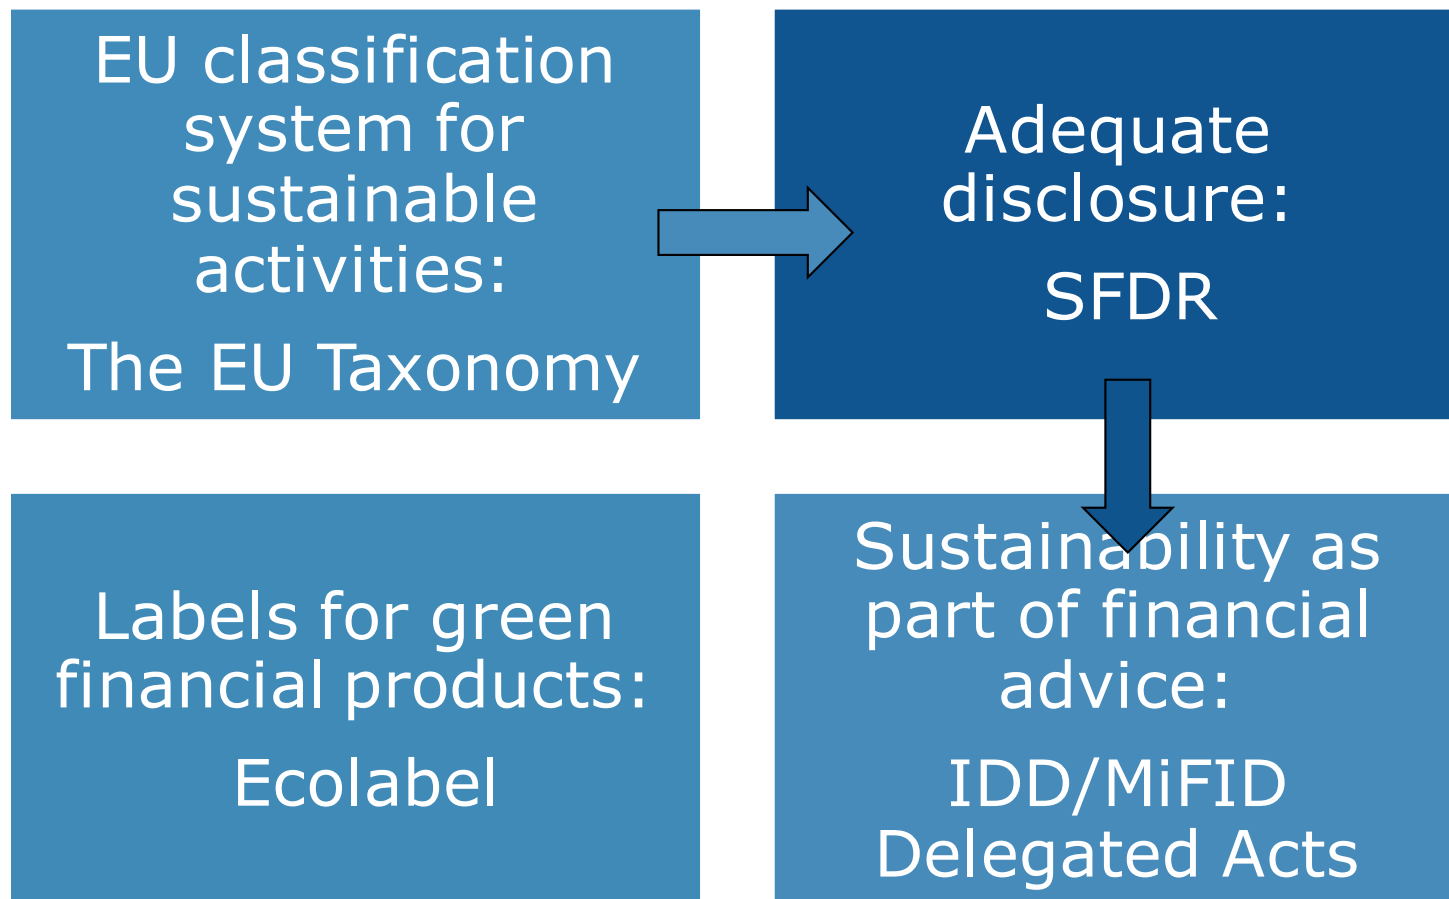 EU classification
system for
sustainable
activities:
The EU Taxonomy
Adequate
disclosure:
SFDR
Labels for green
financial products:
Ecolabel
Sustainability as
part of financial
advice:
IDD/MiFID
Delegated Acts